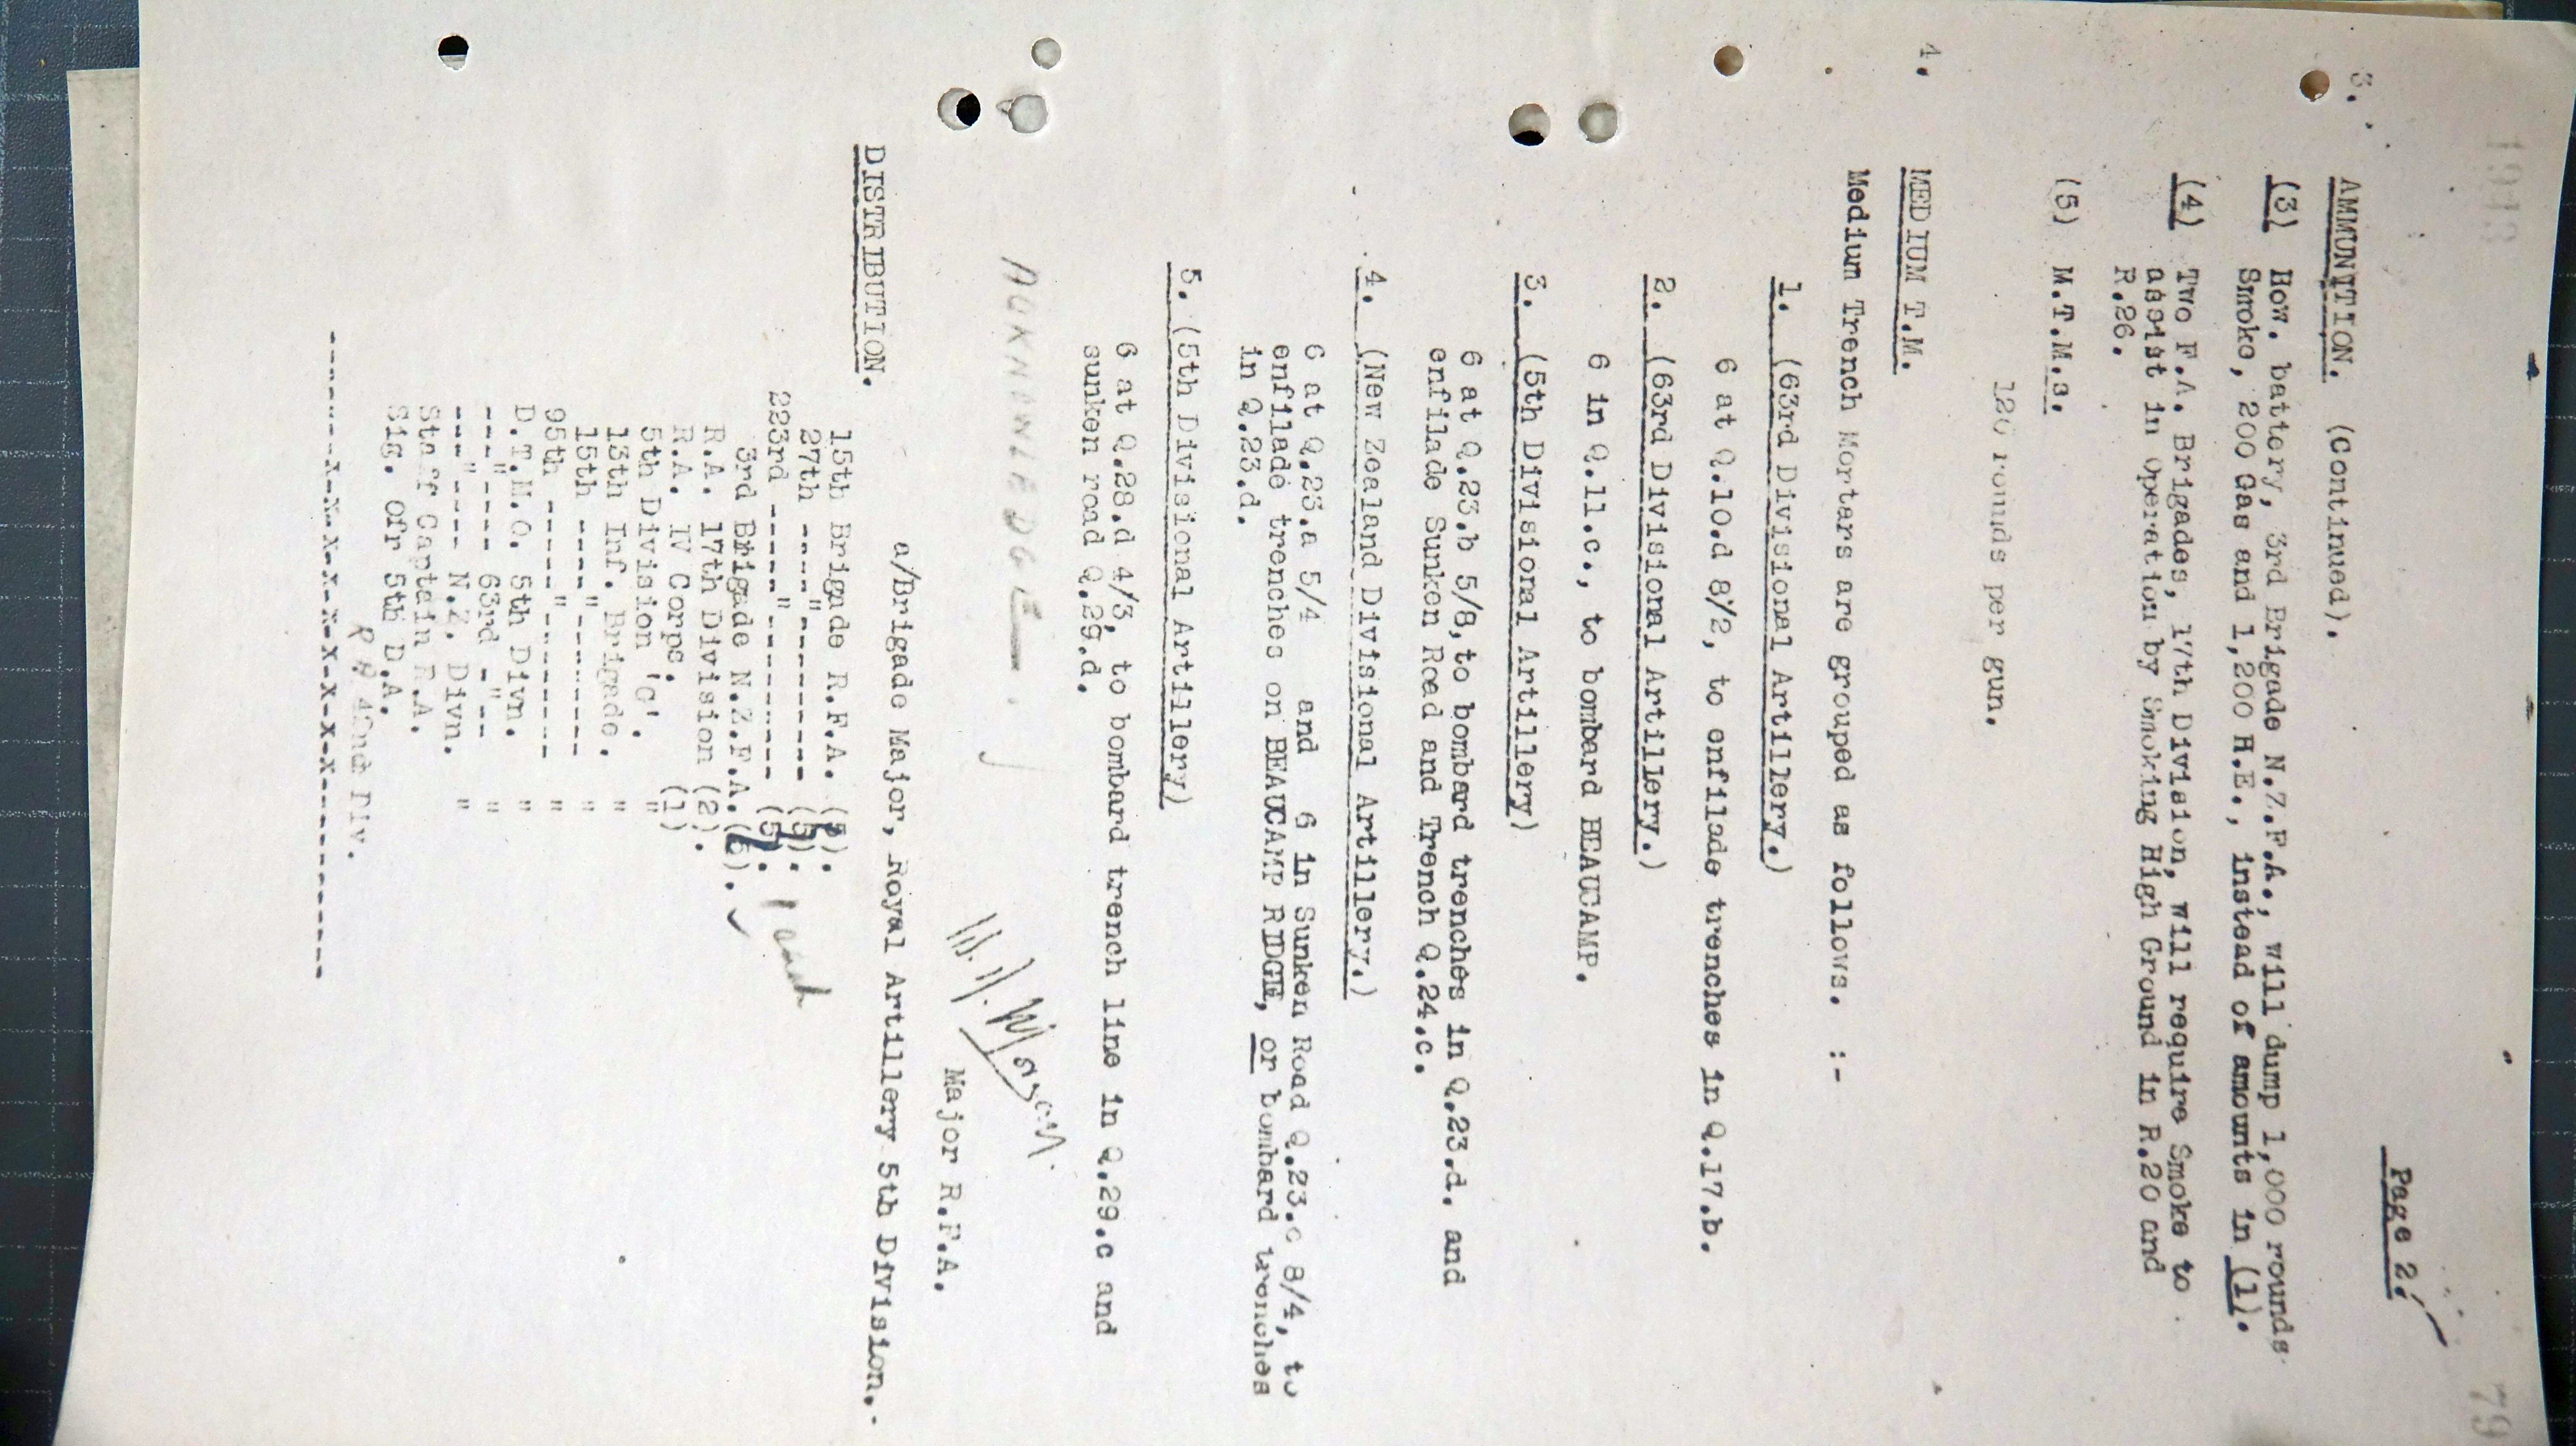 79
Page 2.
3. AMMUNITION. (Continued).
(3) How. battery, 3rd Brigade N.Z.F.A., will dump 1,000 rounds
Smoke, 200 Gas and 1,200 H.E., instead of amounts in (1).
(4) Two F.A. Brigades, 17th Division, will require Smoke to
assist in Operation by Smoking High Ground in R.20 and
R.26.
(5) M.T.M.s.
120 rounds per gun.
4. MEDIUM T.M.
Medium Trench Mortars are grouped as follows. :-
1. (63rd Divisional Artillery.)
6 at Q.10.d 8/2, to enfilade trenches in Q.17.b.
2. (63rd Divisional Artillery.)
6 in Q.11.c., to bombard BEAUCAMP.
3. (5th Divisional Artillery)
6 at Q.23.b 5/8, to bombard trenches in Q.23.d. and
enfilade Sunken Road and Trench Q.24.c.
4. (New Zealand Divisional Artillery.)
6 at Q.23.a 5/4 and 6 in Sunken Road Q.23.c 8/4, to
enfilade trenches on BEAUCAMP RIDGE, or bombard trenches
in Q.23.d.
5. (5th Divisional Artillery)
6 at Q.28.d 4/3, to bombard trench line in Q.29.c and
sunken road Q.29.d.
ACKNOWLEDGE.
Major R.F.A.
a/Brigade Major, Royal Artillery 5th Division.-
DISTRIBUTION.
15th Brigade R.F.A. (5).
27th ----"--------- (5).
223rd -----"--------- (5).
1 each
3rd Brigade N.Z.F.A.
R.A. 17th Division (2).
R.A. IV Corps. (1)
5th Division 'G'. "
13th Inf. Brigade. "
15th ----"------- "
95th -----"-------- "
D.T.M.O. 5th Divn. "
---"---- 63rd -"-- "
---"---- N.Z. Divn. "
Staff Captain R.A.
Sig. Ofr 5th D.A.
R A 42nd Div.
------X-X-X-X-X-X-X-X-X-X-----------